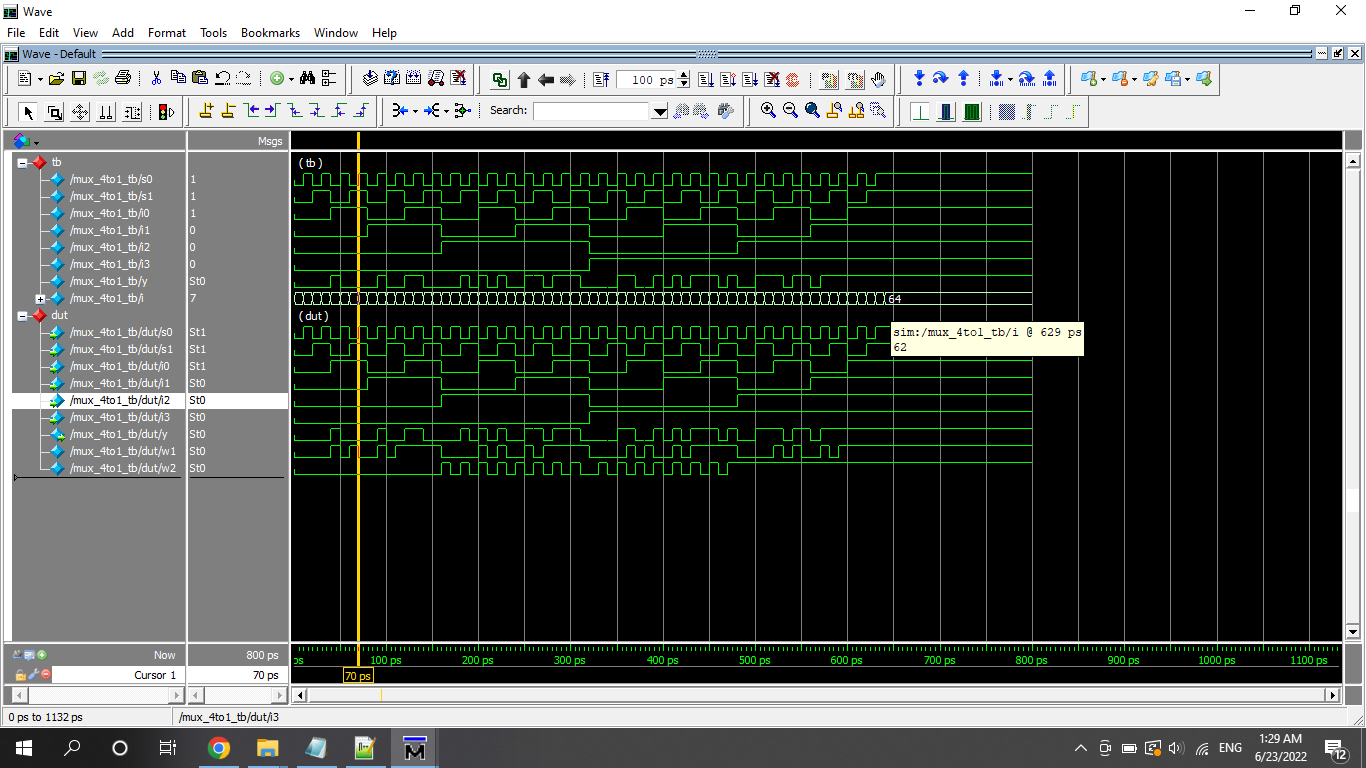 Wave
File Edit View Add Format Tools Bookmarks Window Help
Wave - Default
100 ps
Search:
Msgs
tb
(tb)
/mux_4to1_tb/s0 1
/mux_4to1_tb/s1 1
/mux_4to1_tb/i0 1
/mux_4to1_tb/i1 0
/mux_4to1_tb/i2 0
/mux_4to1_tb/i3 0
/mux_4to1_tb/y St0
/mux_4to1_tb/i 7 64
dut
(dut)
/mux_4to1_tb/dut/s0 St1
/mux_4to1_tb/dut/s1 St1
/mux_4to1_tb/dut/i0 St1
/mux_4to1_tb/dut/i1 St0
/mux_4to1_tb/dut/i2 St0
/mux_4to1_tb/dut/i3 St0
/mux_4to1_tb/dut/y St0
/mux_4to1_tb/dut/w1 St0
/mux_4to1_tb/dut/w2 St0
sim:/mux_4to1_tb/i @ 629 ps
62
Now 800 ps
ps 100 ps 200 ps 300 ps 400 ps 500 ps 600 ps 700 ps 800 ps 900 ps 1000 ps 1100 ps
Cursor 1 70 ps
70 ps
0 ps to 1132 ps /mux_4to1_tb/dut/i3
M
ENG
1:29 AM
6/23/2022
12